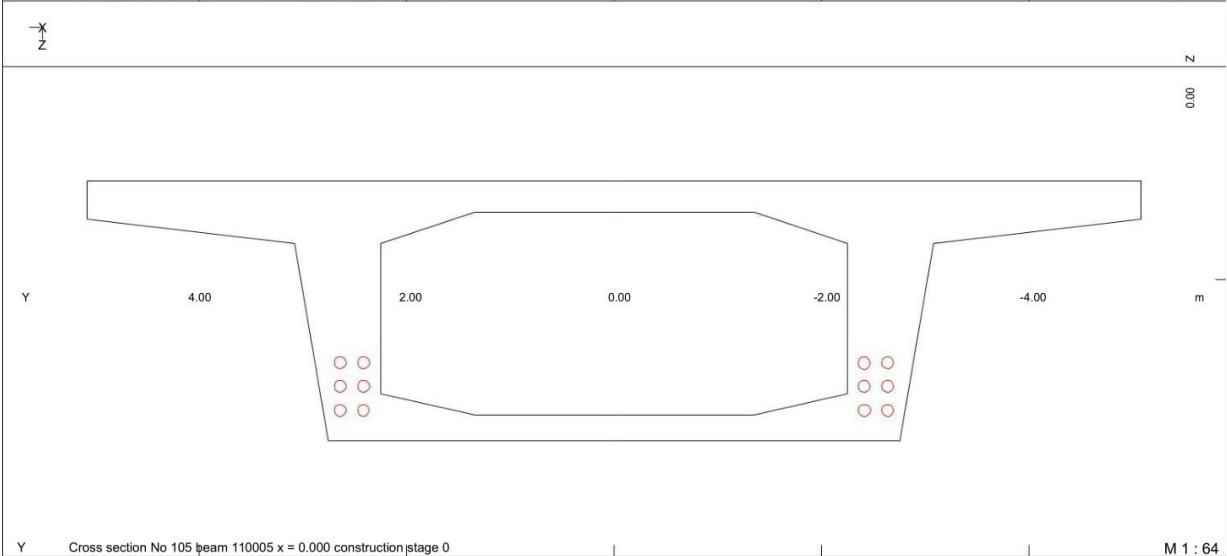 X
Z
Z
0.00
Y 4.00 2.00 0.00 -2.00 -4.00 m
Y Cross section No 105 beam 110005 x = 0.000 construction stage 0 M 1 : 64